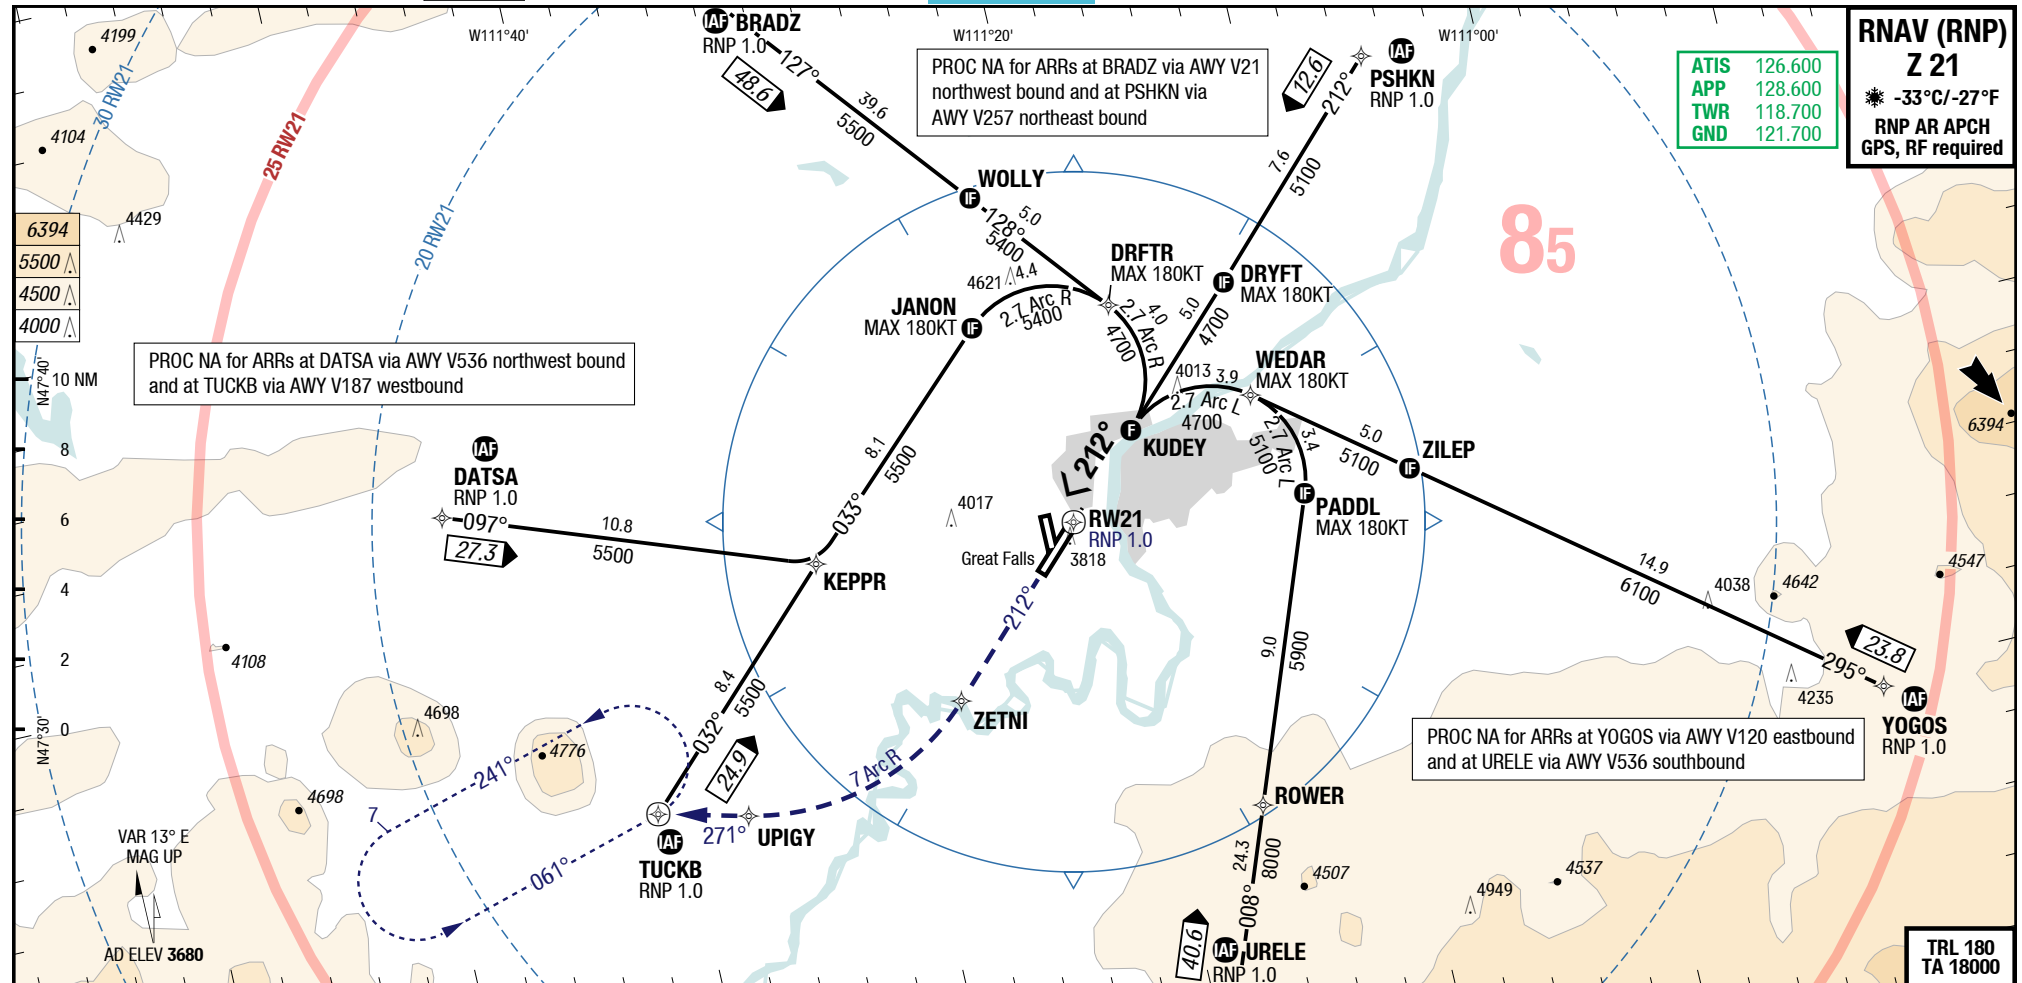 4199
30 RW21
4104
25 RW21
4429
6394
5500
4500
4000
20 RW21
W111°40'
W111°20'
W111°00'
IAF BRADZ
RNP 1.0
127°
48.6
39.6
5500
PROC NA for ARRs at BRADZ via AWY V21
northwest bound and at PSHKN via
AWY V257 northeast bound
12.6
IAF
PSHKN
RNP 1.0
212°
7.6
5100
ATIS 126.600
APP 128.600
TWR 118.700
GND 121.700
RNAV (RNP)
Z 21
-33°C/-27°F
RNP AR APCH
GPS, RF required
85
WOLLY
IF
128°
5.0
5400
4621
4.4
2.7 Arc R
5400
JANON
MAX 180KT
IF
DRFTR
MAX 180KT
4.0
2.7 Arc R
4700
DRYFT
IF
MAX 180KT
5.0
4700
WEDAR
MAX 180KT
4013
3.9
2.7 Arc L
4700
3.4
2.7 Arc L
5100
5.0
5100
ZILEP
IF
F
KUDEY
212°
IF
PADDL
MAX 180KT
PROC NA for ARRs at DATSA via AWY V536 northwest bound
and at TUCKB via AWY V187 westbound
N47°40'
10 NM
8
6
4
2
0
N47°30'
IAF
DATSA
RNP 1.0
097°
27.3
10.8
5500
8.1
5500
033°
KEPPR
4017
RW21
RNP 1.0
Great Falls
3818
212°
6394
14.9
6100
4038
4642
4547
23.8
295°
4235
IAF
YOGOS
RNP 1.0
9.0
5900
4108
4698
4776
4698
8.4
5500
032°
24.9
ZETNI
7 Arc R
PROC NA for ARRs at YOGOS via AWY V120 eastbound
and at URELE via AWY V536 southbound
241°
7
061°
271°
UPIGY
IAF
TUCKB
RNP 1.0
ROWER
24.3
8000
008°
40.6
IAF URELE
RNP 1.0
4507
4949
4537
VAR 13° E
MAG UP
AD ELEV 3680
TRL 180
TA 18000